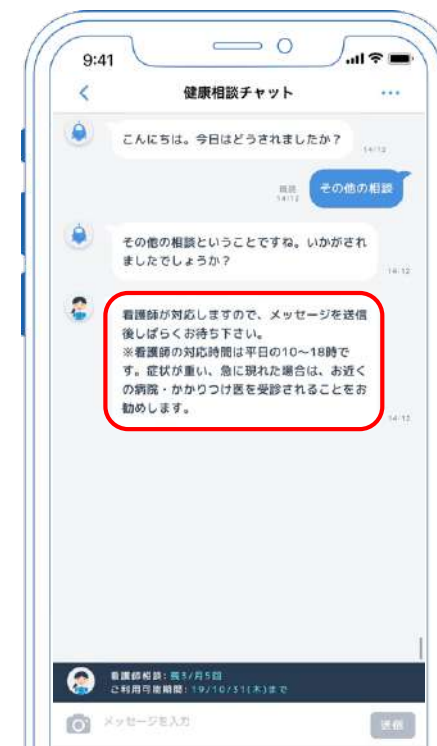 9:41
健康相談チャット
こんにちは。今日はどうされましたか?
14:12
その他の相談
既読
14:12
その他の相談ということですね。いかがされ
ましたでしょうか?
14:12
看護師が対応しますので、メッセージを送信
後しばらくお待ち下さい。
※看護師の対応時間は平日の10〜18時で
す。症状が重い、急に現れた場合は、お近く
の病院・かかりつけ医を受診されることをお
勧めします。
14:12
看護師相談:残3/月5回
ご利用可能期間:19/10/31(木)まで
メッセージを入力
送信